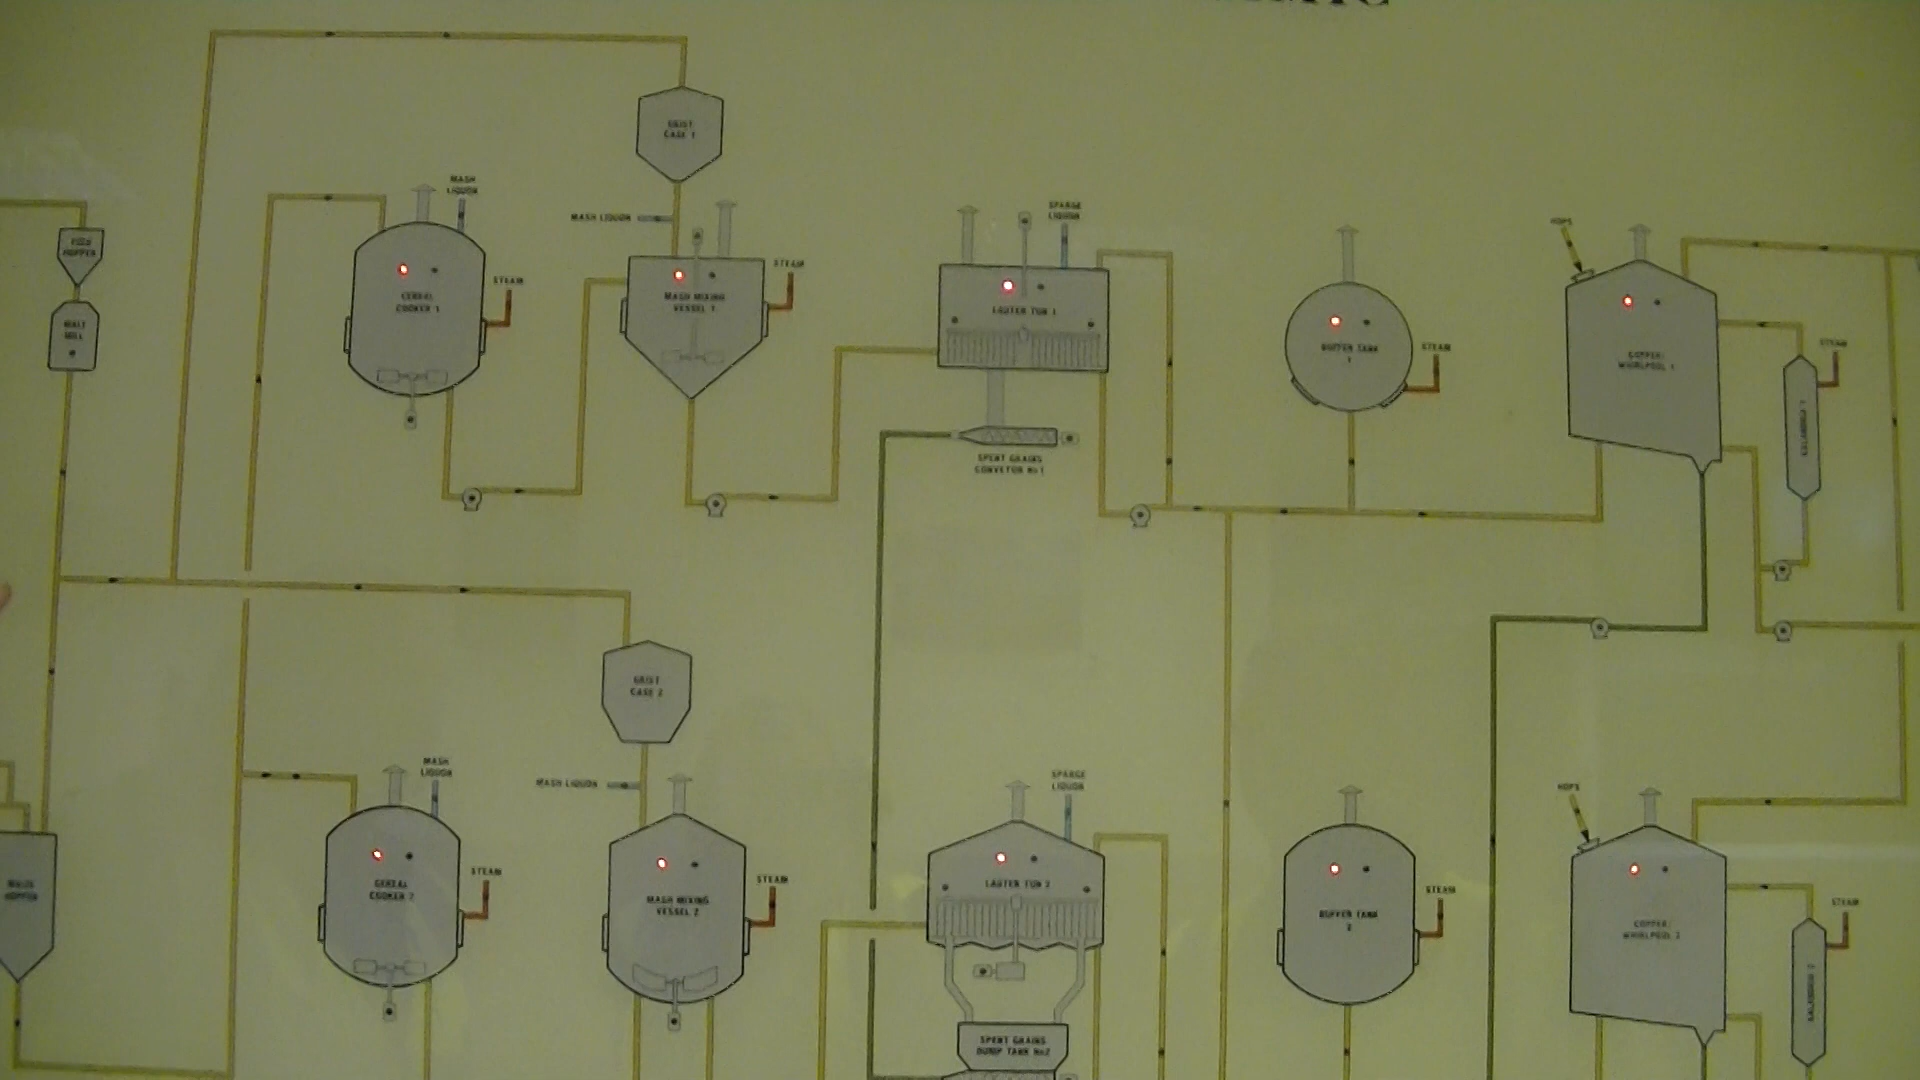 GRIST
CASE 1
MASH
LIQUOR
MASH LIQUOR
SPARGE
LIQUOR
HOPS
FEED
HOPPER
MALT
MILL
CEREAL
COOKER 1
STEAM
MASH MIXING
VESSEL 1
STEAM
LAUTER TUN 1
BUFFER TANK
1
STEAM
COPPER/
WHIRLPOOL 1
STEAM
SPENT GRAINS
CONVEYOR No 1
GRIST
CASE 2
MASH
LIQUOR
MASH LIQUOR
SPARGE
LIQUOR
HOPS
HOPPER
CEREAL
COOKER 2
STEAM
MASH MIXING
VESSEL 2
STEAM
LAUTER TUN 2
BUFFER TANK
2
STEAM
COPPER/
WHIRLPOOL 2
STEAM
SPENT GRAINS
DUMP TANK No2